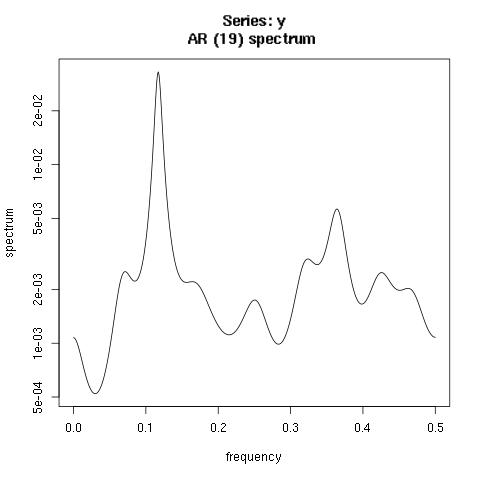 Series: y
AR (19) spectrum
spectrum
2e-02
1e-02
5e-03
2e-03
1e-03
5e-04
0.0 0.1 0.2 0.3 0.4 0.5
frequency